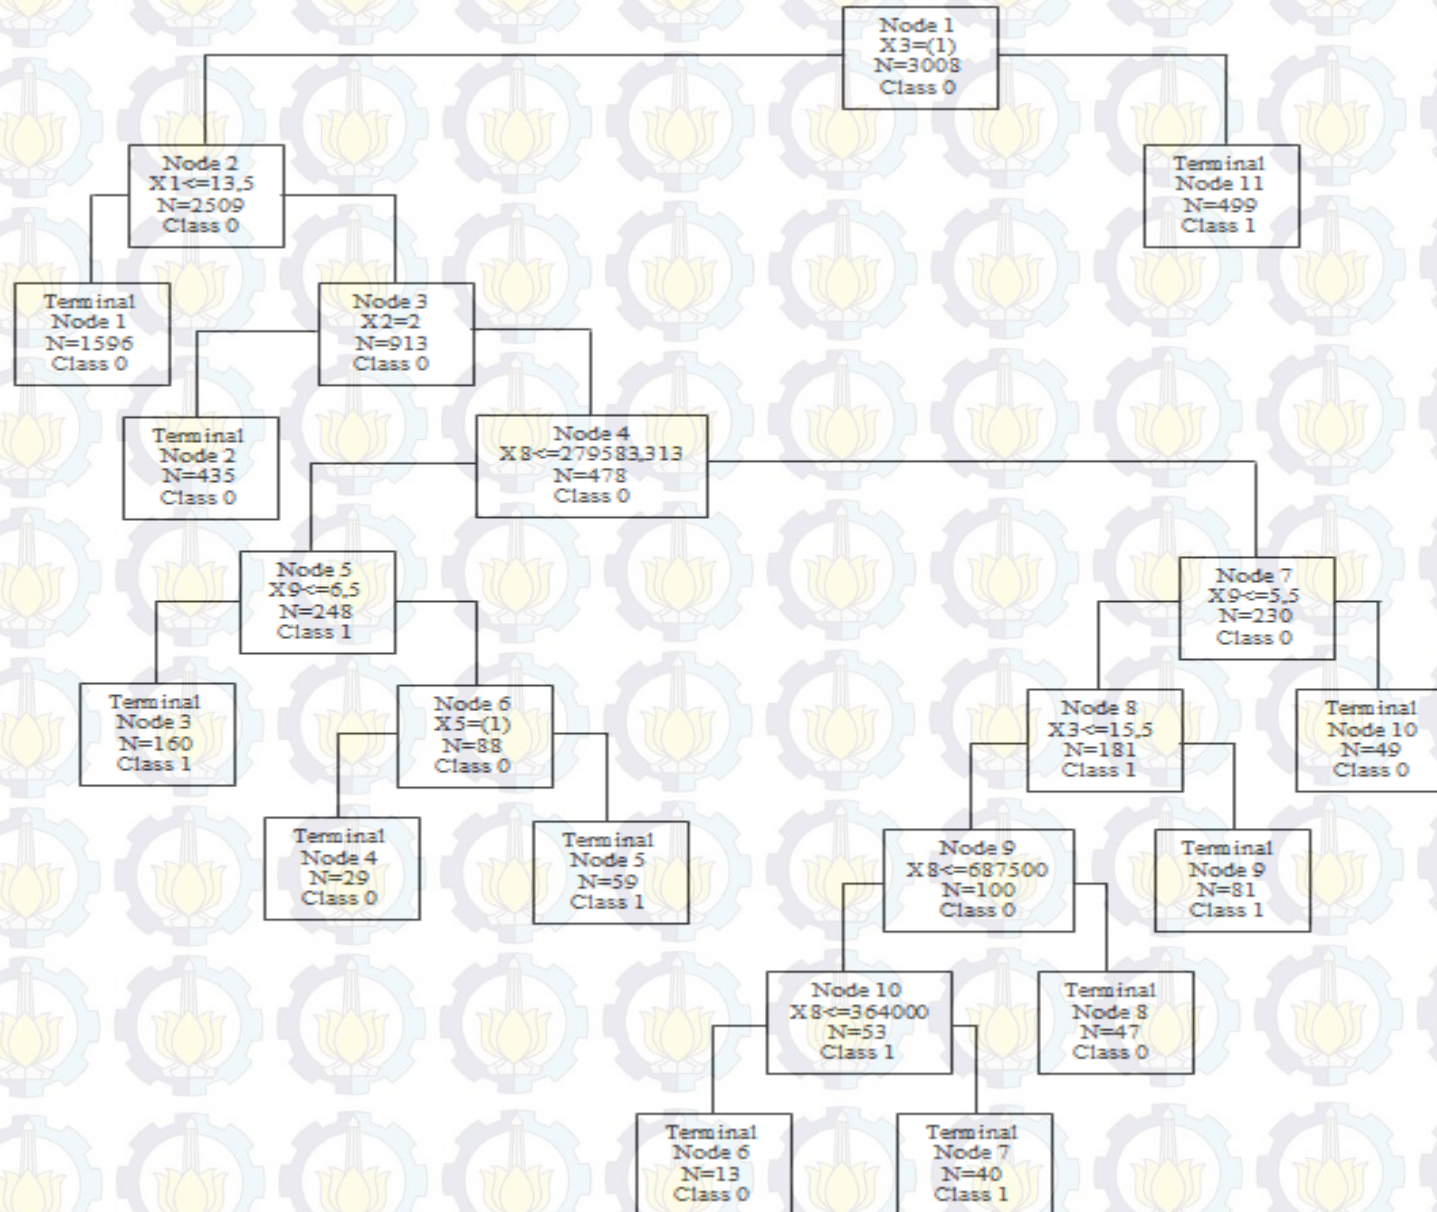 Node 1
X3=(1)
N=3008
Class 0
Node 2
X1<=13,5
N=2509
Class 0
Terminal
Node 11
N=499
Class 1
Terminal
Node 1
N=1596
Class 0
Node 3
X2=2
N=913
Class 0
Terminal
Node 2
N=435
Class 0
Node 4
X8<=279583,313
N=478
Class 0
Node 5
X9<=6,5
N=248
Class 1
Node 7
X9<=5,5
N=230
Class 0
Terminal
Node 3
N=160
Class 1
Node 6
X5=(1)
N=88
Class 0
Node 8
X3<=15,5
N=181
Class 1
Terminal
Node 10
N=49
Class 0
Terminal
Node 4
N=29
Class 0
Terminal
Node 5
N=59
Class 1
Node 9
X8<=687500
N=100
Class 0
Terminal
Node 9
N=81
Class 1
Node 10
X8<=364000
N=53
Class 1
Terminal
Node 8
N=47
Class 0
Terminal
Node 6
N=13
Class 0
Terminal
Node 7
N=40
Class 1